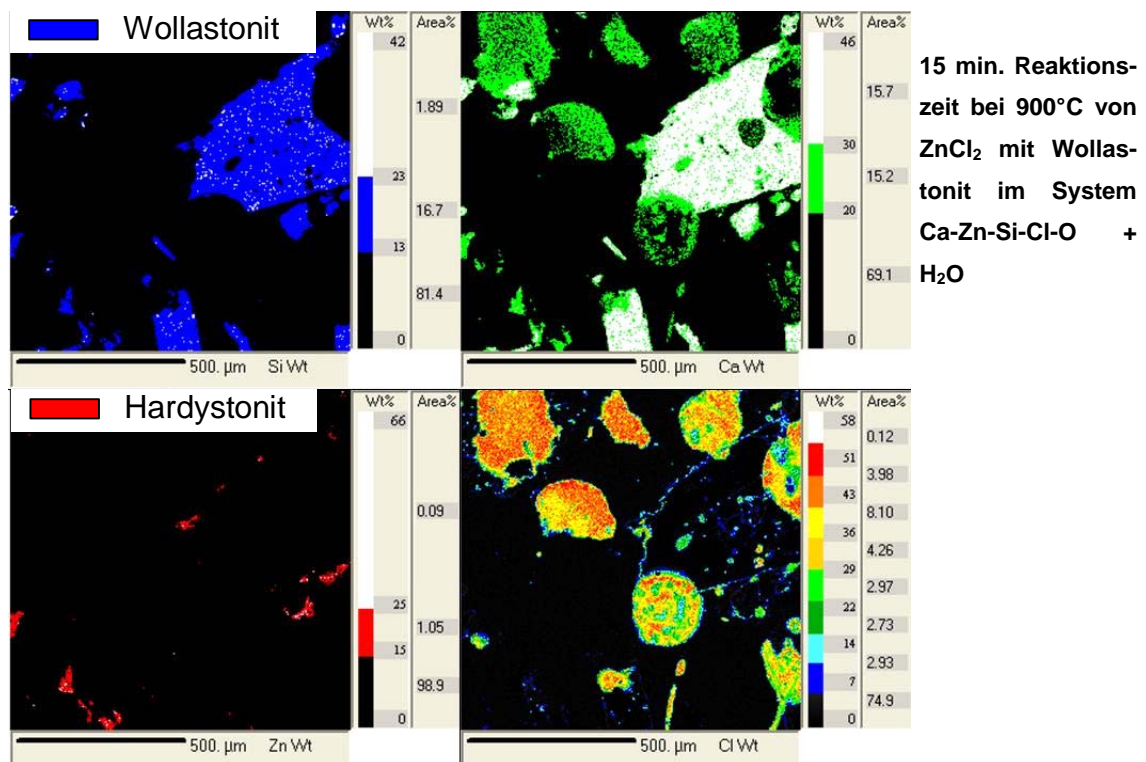 Wollastonit
Wt%
42
23
13
0
Area%
1.89
16.7
81.4
500. µm Si Wt
Wt%
46
30
20
0
Area%
15.7
15.2
69.1
500. µm Ca Wt
15 min. Reaktions-
zeit bei 900°C von
ZnCl₂ mit Wollas-
tonit im System
Ca-Zn-Si-Cl-O +
H₂O
Hardystonit
Wt%
66
25
15
0
Area%
0.09
1.05
98.9
500. µm Zn Wt
Wt%
58
51
43
36
29
22
14
7
0
Area%
0.12
3.98
8.10
4.26
2.97
2.73
2.93
74.9
500. µm Cl Wt